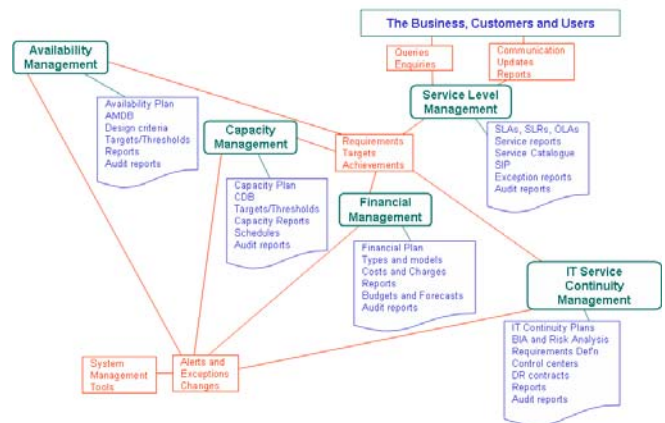 The Business, Customers and Users
Queries
Enquiries
Communication
Updates
Reports
Availability
Management
Service Level
Management
Availability Plan
AMDB
Design criteria
Targets/Thresholds
Reports
Audit reports
Capacity
Management
Requirements
Targets
Achievements
SLAs, SLRs, OLAs
Service reports
Service Catalogue
SIP
Exception reports
Audit reports
Capacity Plan
CDB
Targets/Thresholds
Capacity Reports
Schedules
Audit reports
Financial
Management
Financial Plan
Types and models
Costs and Charges
Reports
Budgets and Forecasts
Audit reports
IT Service
Continuity
Management
IT Continuity Plans
BIA and Risk Analysis
Requirements Def'n
Control centers
DR contracts
Reports
Audit reports
System
Management
Tools
Alerts and
Exceptions
Changes